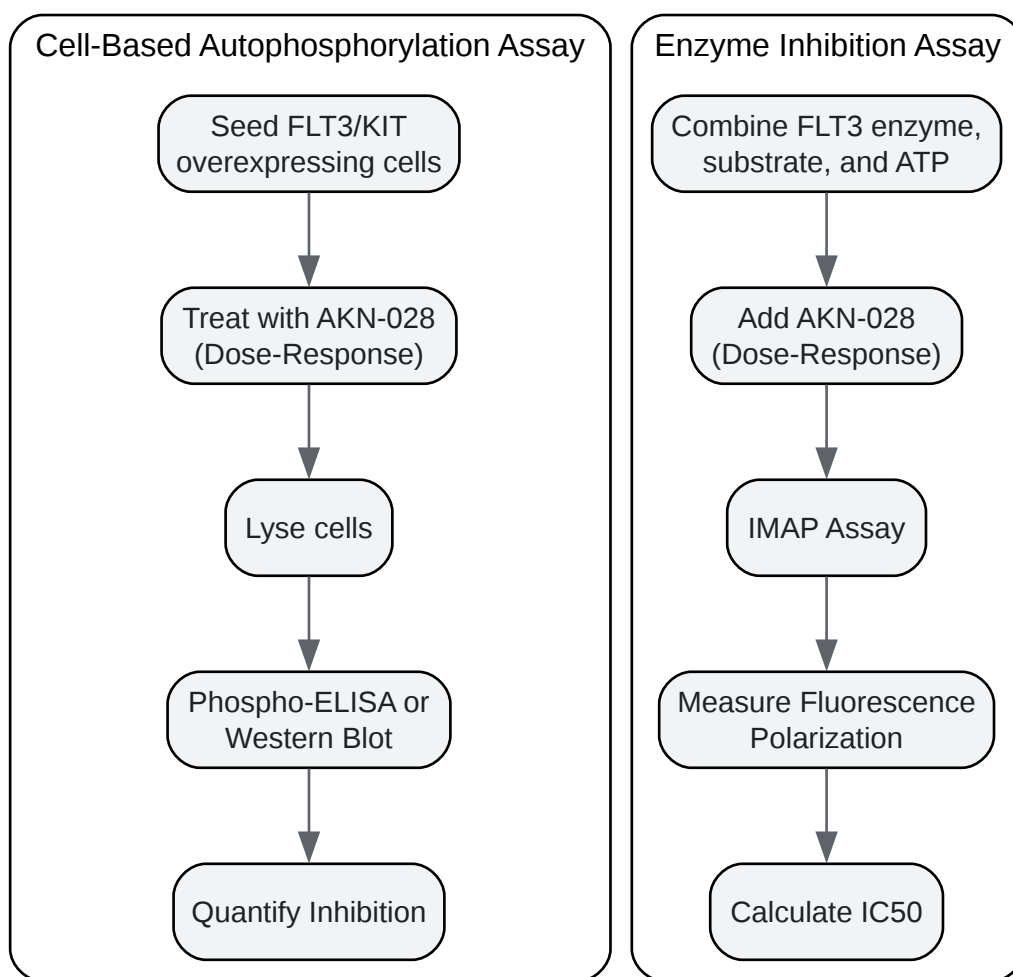 Cell-Based Autophosphorylation Assay
Seed FLT3/KIT
overexpressing cells
Treat with AKN-028
(Dose-Response)
Lyse cells
Phospho-ELISA or
Western Blot
Quantify Inhibition
Enzyme Inhibition Assay
Combine FLT3 enzyme,
substrate, and ATP
Add AKN-028
(Dose-Response)
IMAP Assay
Measure Fluorescence
Polarization
Calculate IC50